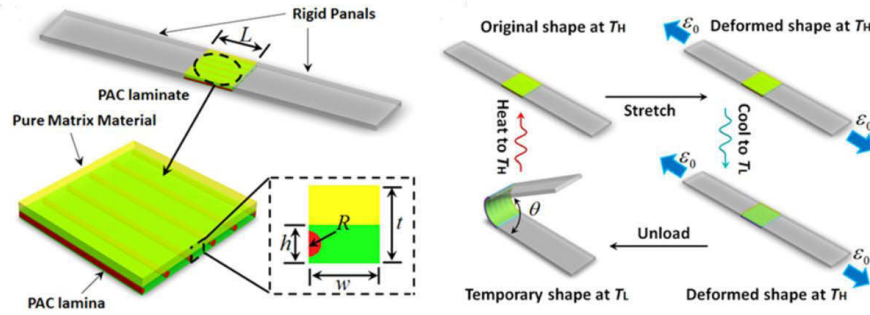 Rigid Panals
L
PAC laminate
Pure Matrix Material
PAC lamina
h
R
t
w
Original shape at TH
ε0
Deformed shape at TH
Stretch
ε0
Heat to TH
Cool to TL
ε0
θ
Unload
ε0
Temporary shape at TL
Deformed shape at TH